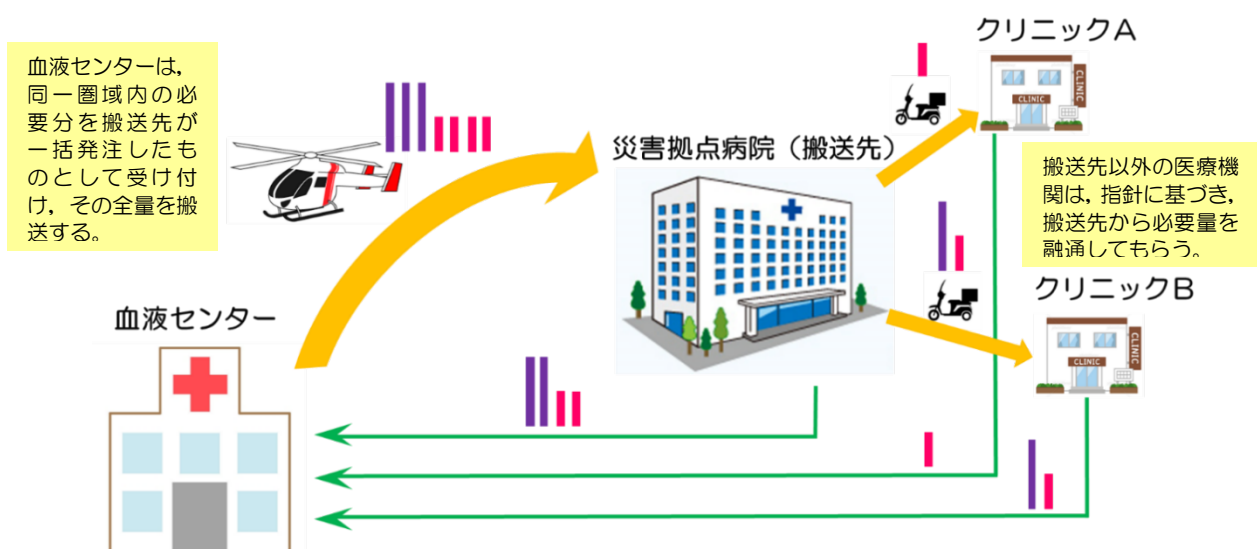 クリニックA
CLINIC
CLINIC
血液センターは，
同一圏域内の必
要分を搬送先が
一括発注したも
のとして受け付
け，その全量を搬
送する。
災害拠点病院（搬送先）
搬送先以外の医療機
関は，指針に基づき，
搬送先から必要量を
融通してもらう。
クリニックB
CLINIC
CLINIC
血液センター